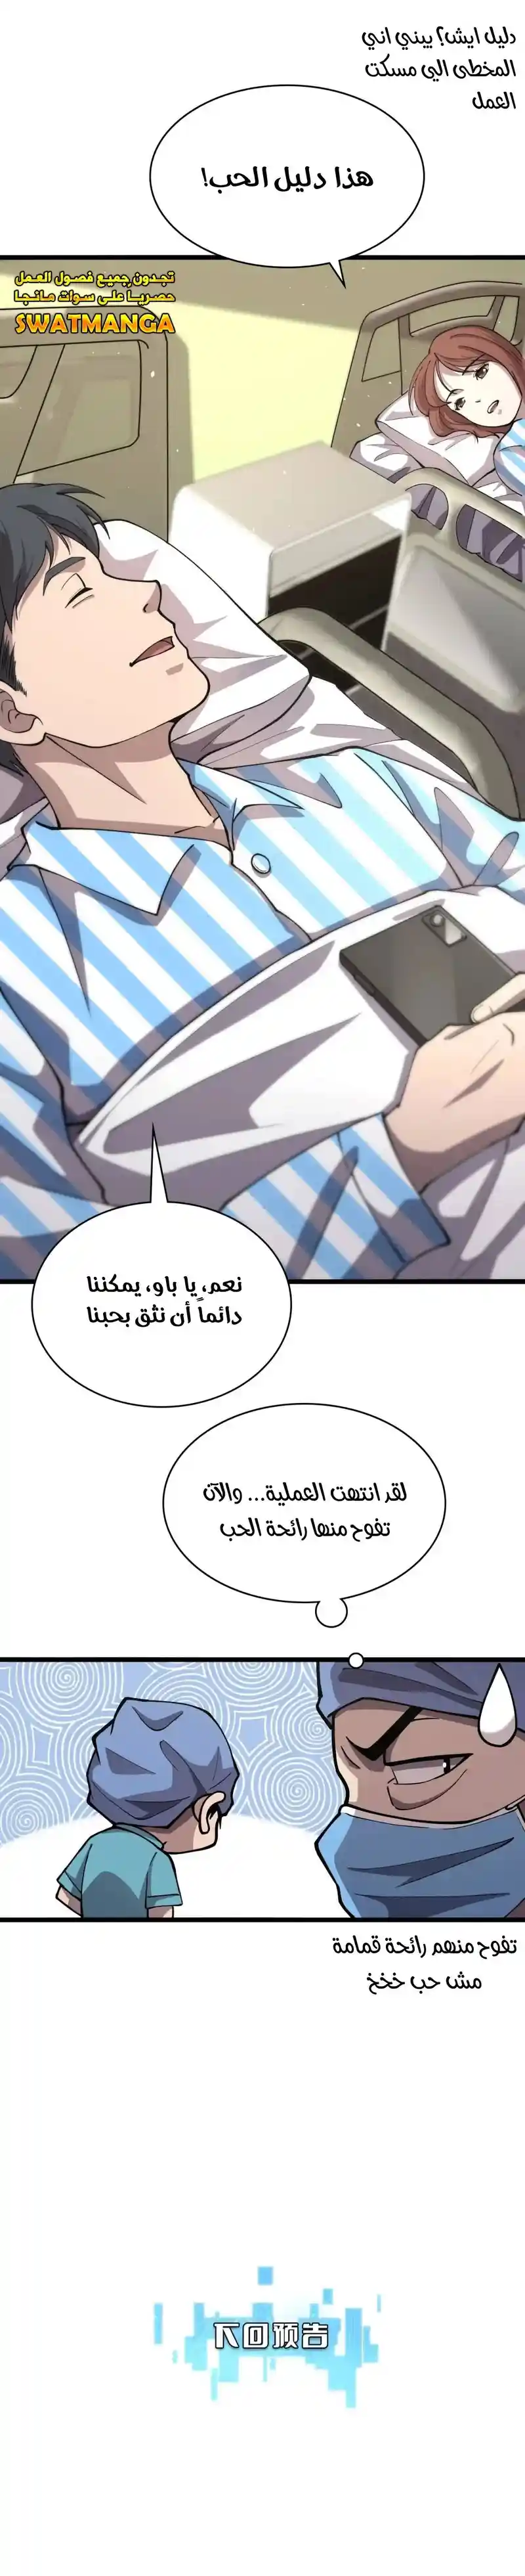 دليل ايش؟ يبني اني
المخطى الي مسكت
العمل
هذا دليل الحب!
تجدون جميع فصول العمل
حصريا على سوات مانجا
SWATMANGA
نعم، يا باو، يمكننا
دائماً أن نثق بحبنا
لقد انتهت العملية... والآن
تفوح منها رائحة الحب
تفوح منهم رائحة قمامة
مش حب خخخ
下回预告